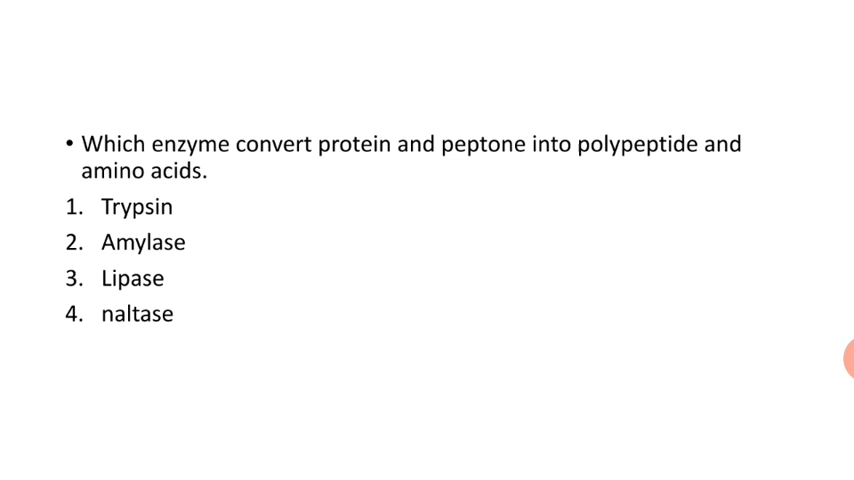 • Which enzyme convert protein and peptone into polypeptide and
amino acids.
1. Trypsin
2. Amylase
3. Lipase
4. naltase